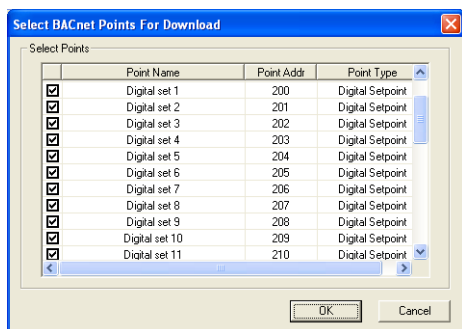 Select BACnet Points For Download
Select Points
Point Name Point Addr Point Type
Digital set 1 200 Digital Setpoint
Digital set 2 201 Digital Setpoint
Digital set 3 202 Digital Setpoint
Digital set 4 203 Digital Setpoint
Digital set 5 204 Digital Setpoint
Digital set 6 205 Digital Setpoint
Digital set 7 206 Digital Setpoint
Digital set 8 207 Digital Setpoint
Digital set 9 208 Digital Setpoint
Digital set 10 209 Digital Setpoint
Digital set 11 210 Digital Setpoint
OK Cancel